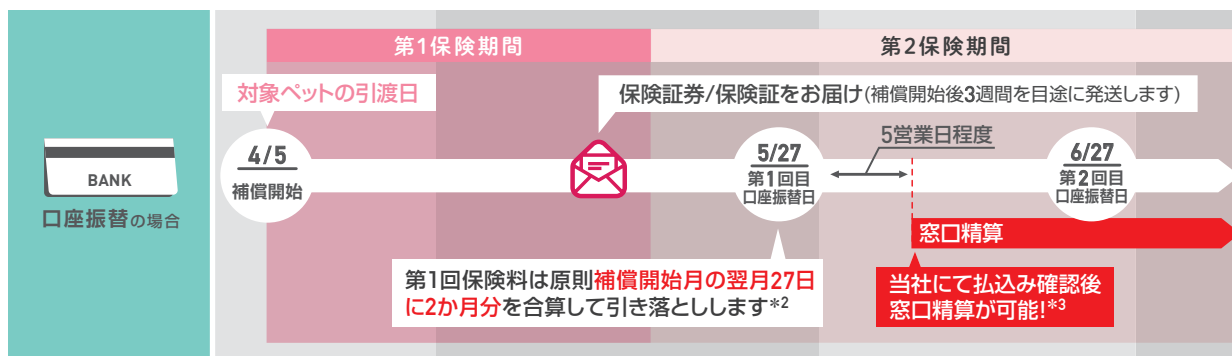 第1保険期間
第2保険期間
対象ペットの引渡日
保険証券/保険証をお届け(補償開始後3週間を目途に発送します)
5営業日程度
4/5
補償開始
5/27
第1回目
口座振替日
6/27
第2回目
口座振替日
BANK
口座振替の場合
窓口精算
第1回保険料は原則補償開始月の翌月27日
に2か月分を合算して引き落としします*2
当社にて払込み確認後
窓口精算が可能!*3